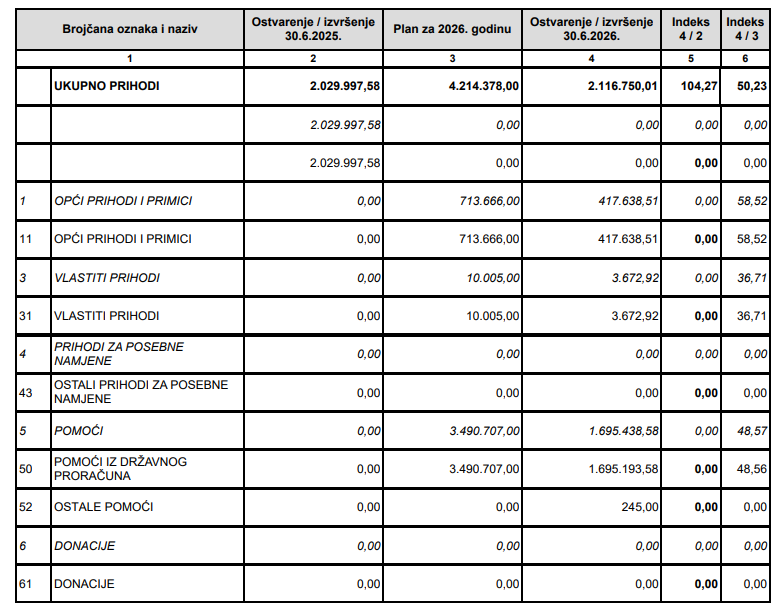 Brojčana oznaka i naziv Ostvarenje / izvršenje 30.6.2025. Plan za 2026. godinu Ostvarenje / izvršenje 30.6.2026. Indeks 4 / 2 Indeks 4 / 3
1 2 3 4 5 6
UKUPNO PRIHODI 2.029.997,58 4.214.378,00 2.116.750,01 104,27 50,23
2.029.997,58 0,00 0,00 0,00 0,00
2.029.997,58 0,00 0,00 0,00 0,00
1 OPĆI PRIHODI I PRIMICI 0,00 713.666,00 417.638,51 0,00 58,52
11 OPĆI PRIHODI I PRIMICI 0,00 713.666,00 417.638,51 0,00 58,52
3 VLASTITI PRIHODI 0,00 10.005,00 3.672,92 0,00 36,71
31 VLASTITI PRIHODI 0,00 10.005,00 3.672,92 0,00 36,71
4 PRIHODI ZA POSEBNE NAMJENE 0,00 0,00 0,00 0,00 0,00
43 OSTALI PRIHODI ZA POSEBNE NAMJENE 0,00 0,00 0,00 0,00 0,00
5 POMOĆI 0,00 3.490.707,00 1.695.438,58 0,00 48,57
50 POMOĆI IZ DRŽAVNOG PRORAČUNA 0,00 3.490.707,00 1.695.193,58 0,00 48,56
52 OSTALE POMOĆI 0,00 0,00 245,00 0,00 0,00
6 DONACIJE 0,00 0,00 0,00 0,00 0,00
61 DONACIJE 0,00 0,00 0,00 0,00 0,00